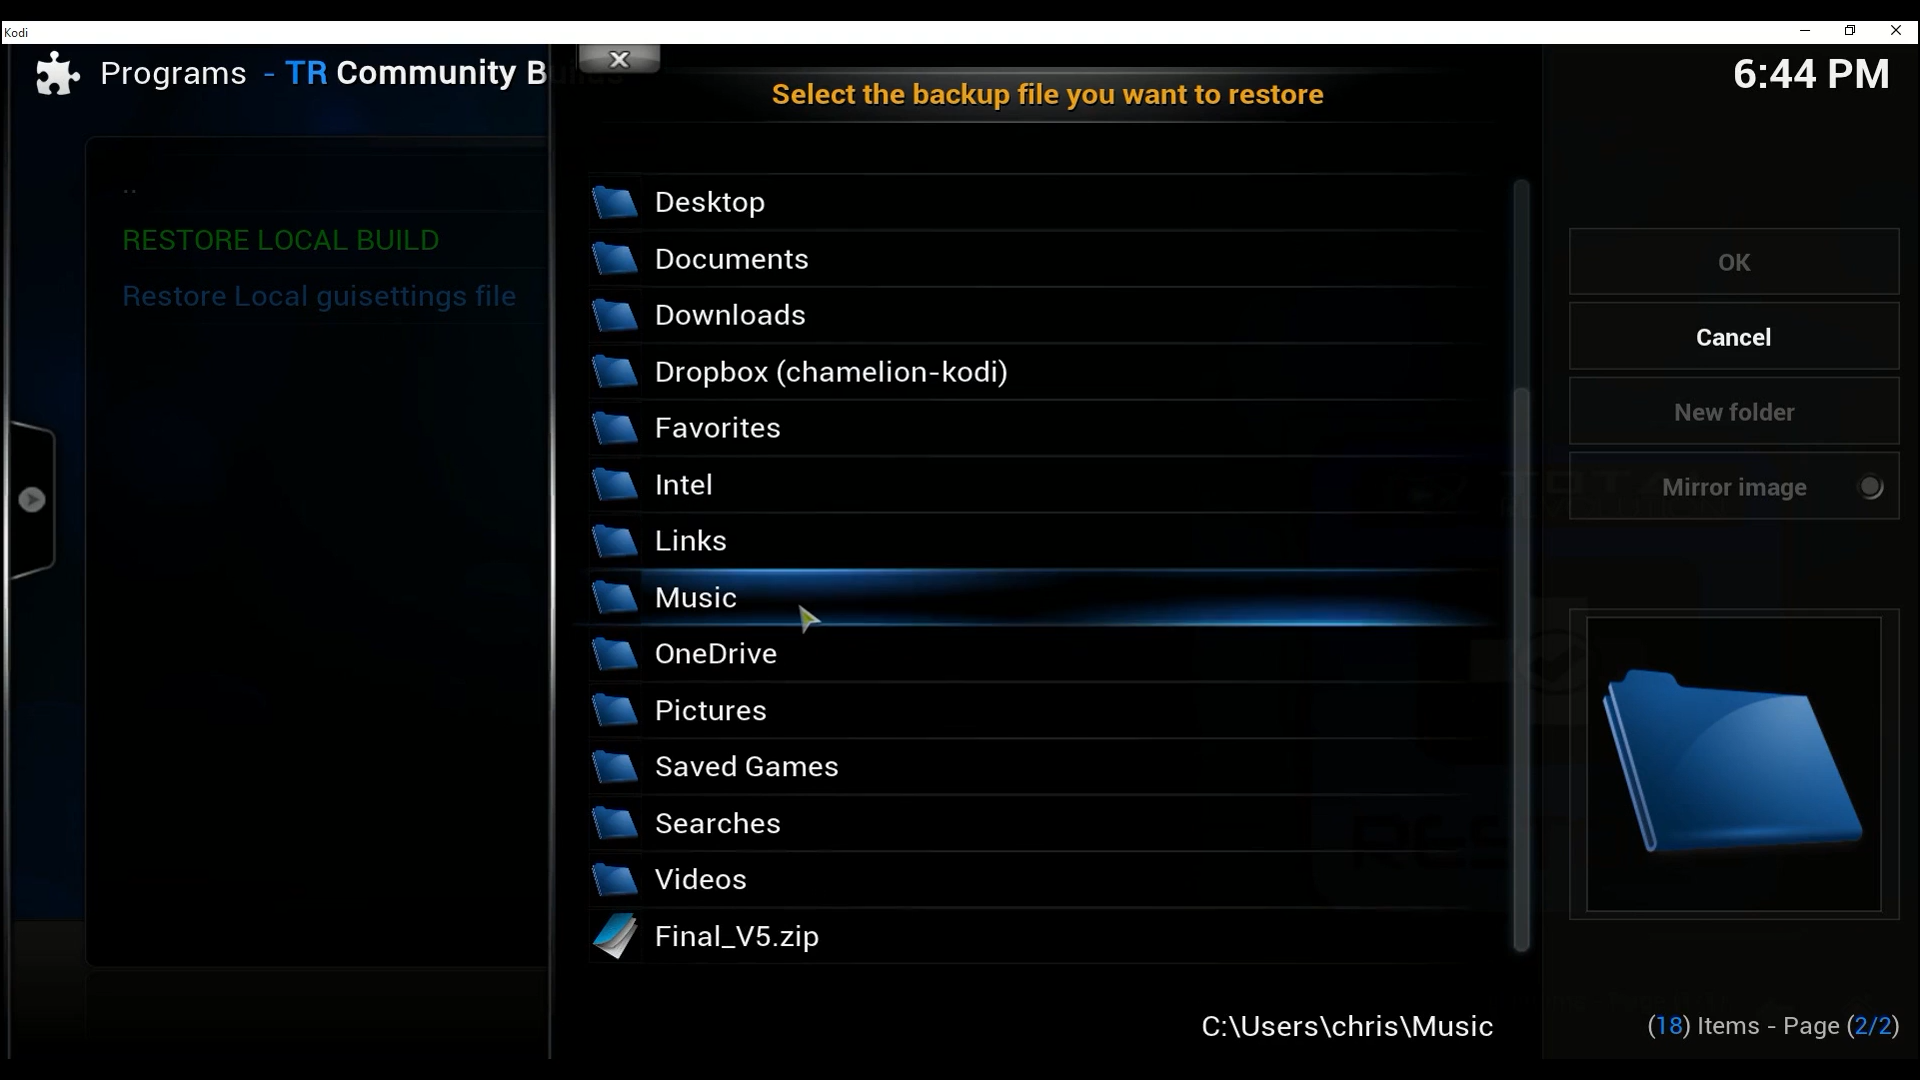 Kodi
Programs - TR Community B
6:44 PM
Select the backup file you want to restore
..
RESTORE LOCAL BUILD
Restore Local guisettings file
Desktop
Documents
Downloads
Dropbox (chamelion-kodi)
Favorites
Intel
Links
Music
OneDrive
Pictures
Saved Games
Searches
Videos
Final_V5.zip
OK
Cancel
New folder
Mirror image
C:\Users\chris\Music
(18) Items - Page (2/2)